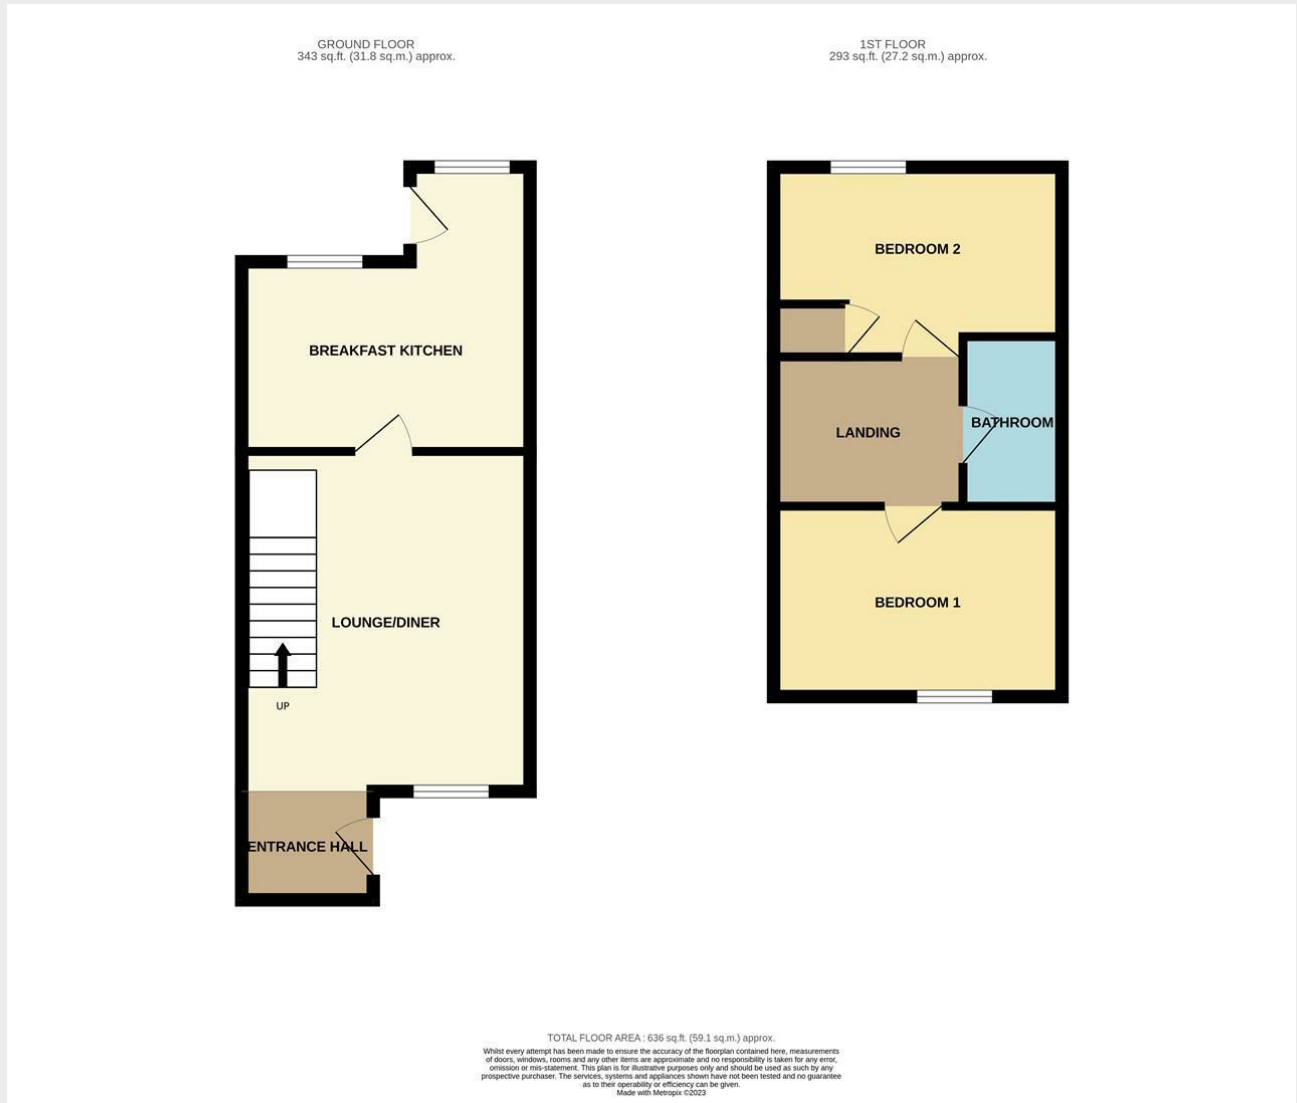 GROUND FLOOR
343 sq.ft. (31.8 sq.m.) approx.
1ST FLOOR
293 sq.ft. (27.2 sq.m.) approx.
BREAKFAST KITCHEN
LOUNGE/DINER
UP
ENTRANCE HALL
BEDROOM 2
LANDING
BATHROOM
BEDROOM 1
TOTAL FLOOR AREA : 636 sq.ft. (59.1 sq.m.) approx.
Whilst every attempt has been made to ensure the accuracy of the floorplan contained here, measurements
of doors, windows, rooms and any other items are approximate and no responsibility is taken for any error,
omission or mis-statement. This plan is for illustrative purposes only and should be used as such by any
prospective purchaser. The services, systems and appliances shown have not been tested and no guarantee
as to their operability or efficiency can be given.
Made with Metropix ©2023